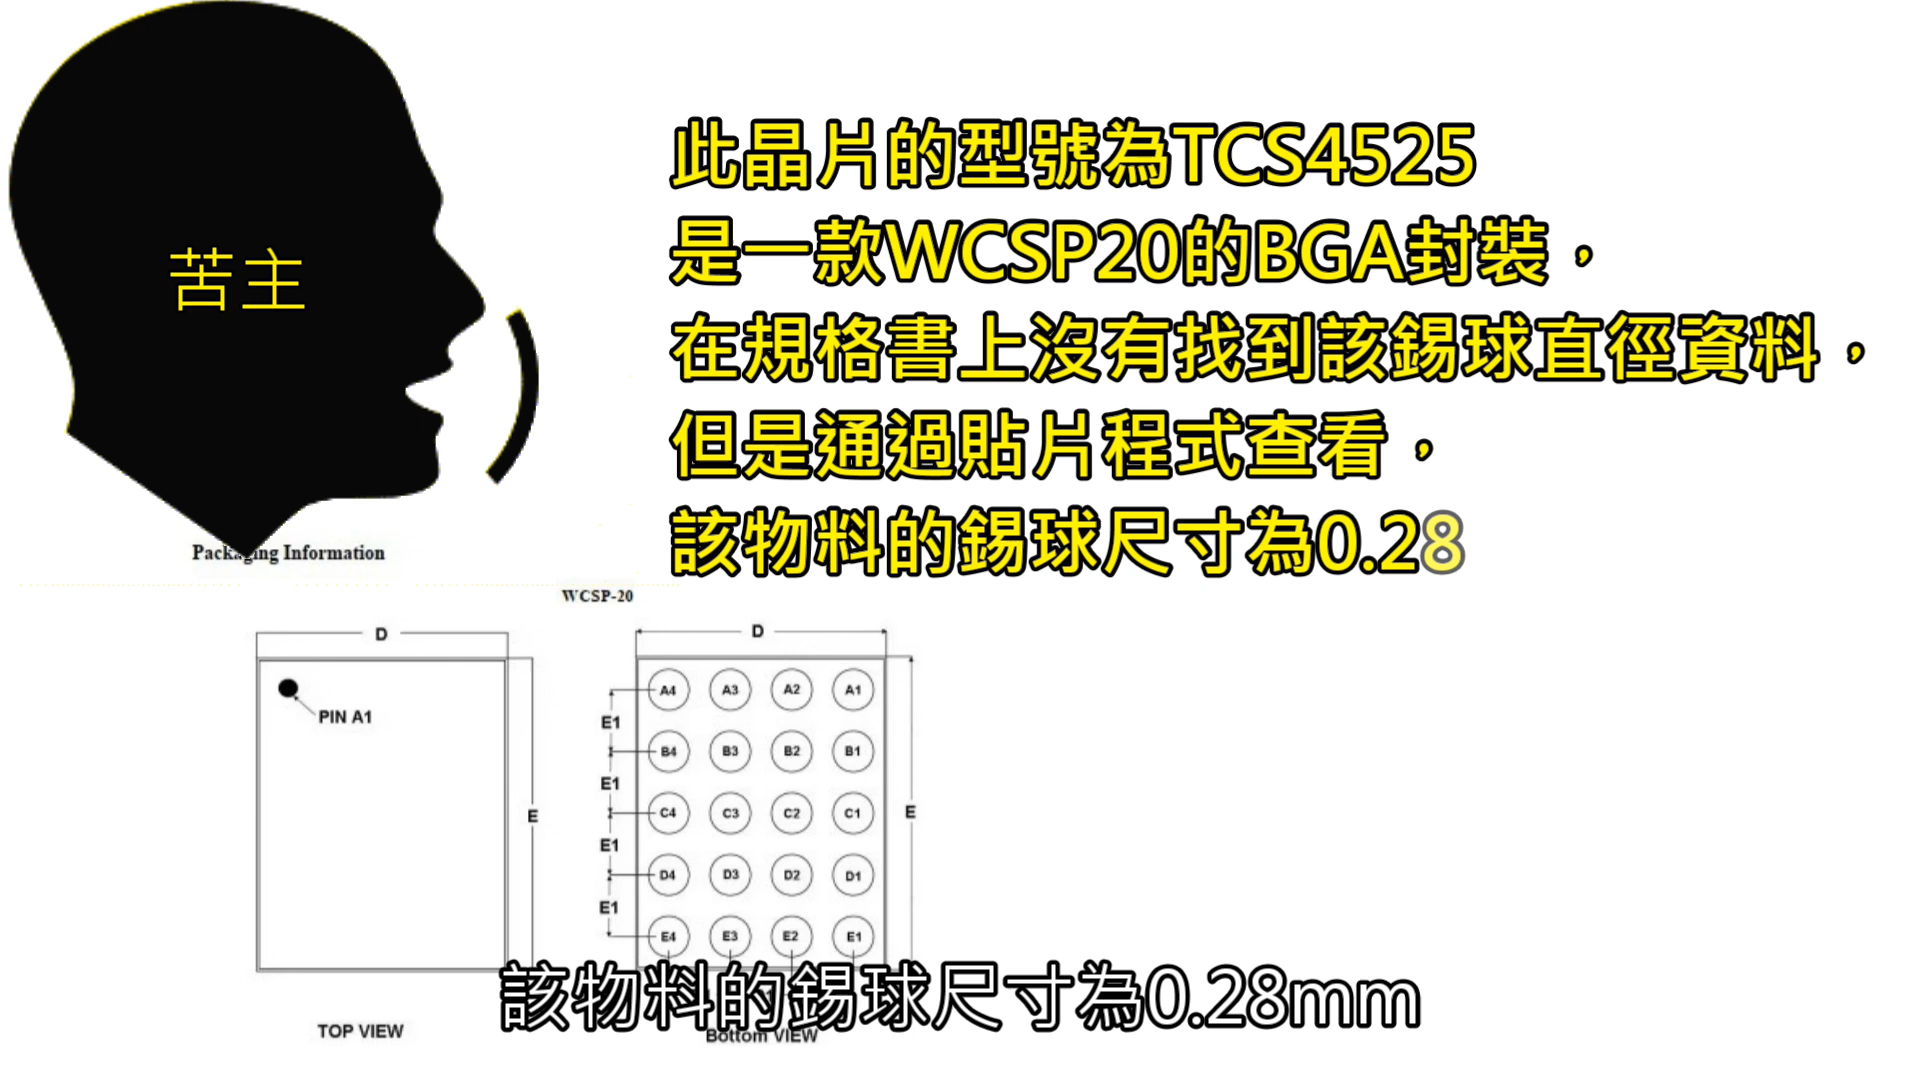 苦主
此晶片的型號為TCS4525
是一款WCSP20的BGA封裝，
在規格書上沒有找到該錫球直徑資料，
但是通過貼片程式查看，
該物料的錫球尺寸為0.28
Packaging Information
WCSP-20
D
PIN A1
E
TOP VIEW
D
A4 A3 A2 A1
E1
B4 B3 B2 B1
E1
C4 C3 C2 C1
E
E1
D4 D3 D2 D1
E1
E4 E3 E2 E1
該物料的錫球尺寸為0.28mm
Bottom VIEW